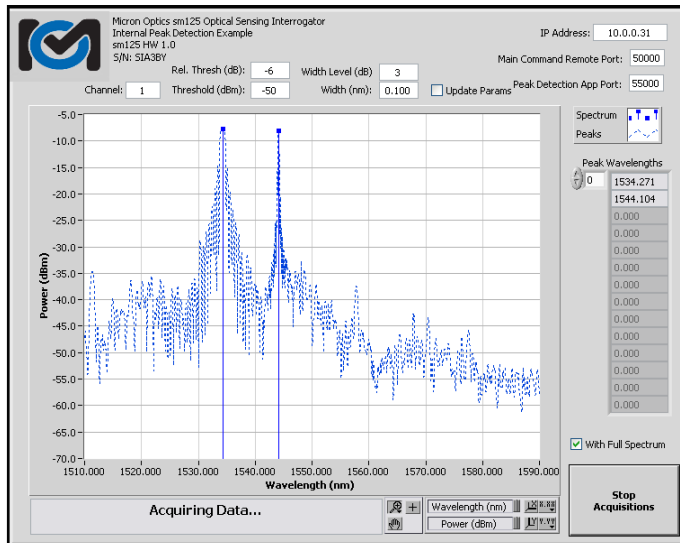 Micron Optics sm125 Optical Sensing Interrogator
Internal Peak Detection Example
sm125 HW 1.0
S/N: SIA3BY
IP Address: 10.0.0.31
Main Command Remote Port: 50000
Rel. Thresh (dB): -6 Width Level (dB) 3
Peak Detection App Port: 55000
Channel: 1 Threshold (dBm): -50 Width (nm): 0.100 Update Params
Spectrum
Peaks
Peak Wavelengths
0
1534.271
1544.104
0.000
0.000
0.000
0.000
0.000
0.000
0.000
0.000
0.000
0.000
0.000
0.000
With Full Spectrum
Stop
Acquisitions
Power (dBm)
-5.0
-10.0
-15.0
-20.0
-25.0
-30.0
-35.0
-40.0
-45.0
-50.0
-55.0
-60.0
-65.0
-70.0
1510.000 1520.000 1530.000 1540.000 1550.000 1560.000 1570.000 1580.000 1590.000
Wavelength (nm)
Acquiring Data...
Wavelength (nm) X X.XX
Power (dBm) Y Y.YY